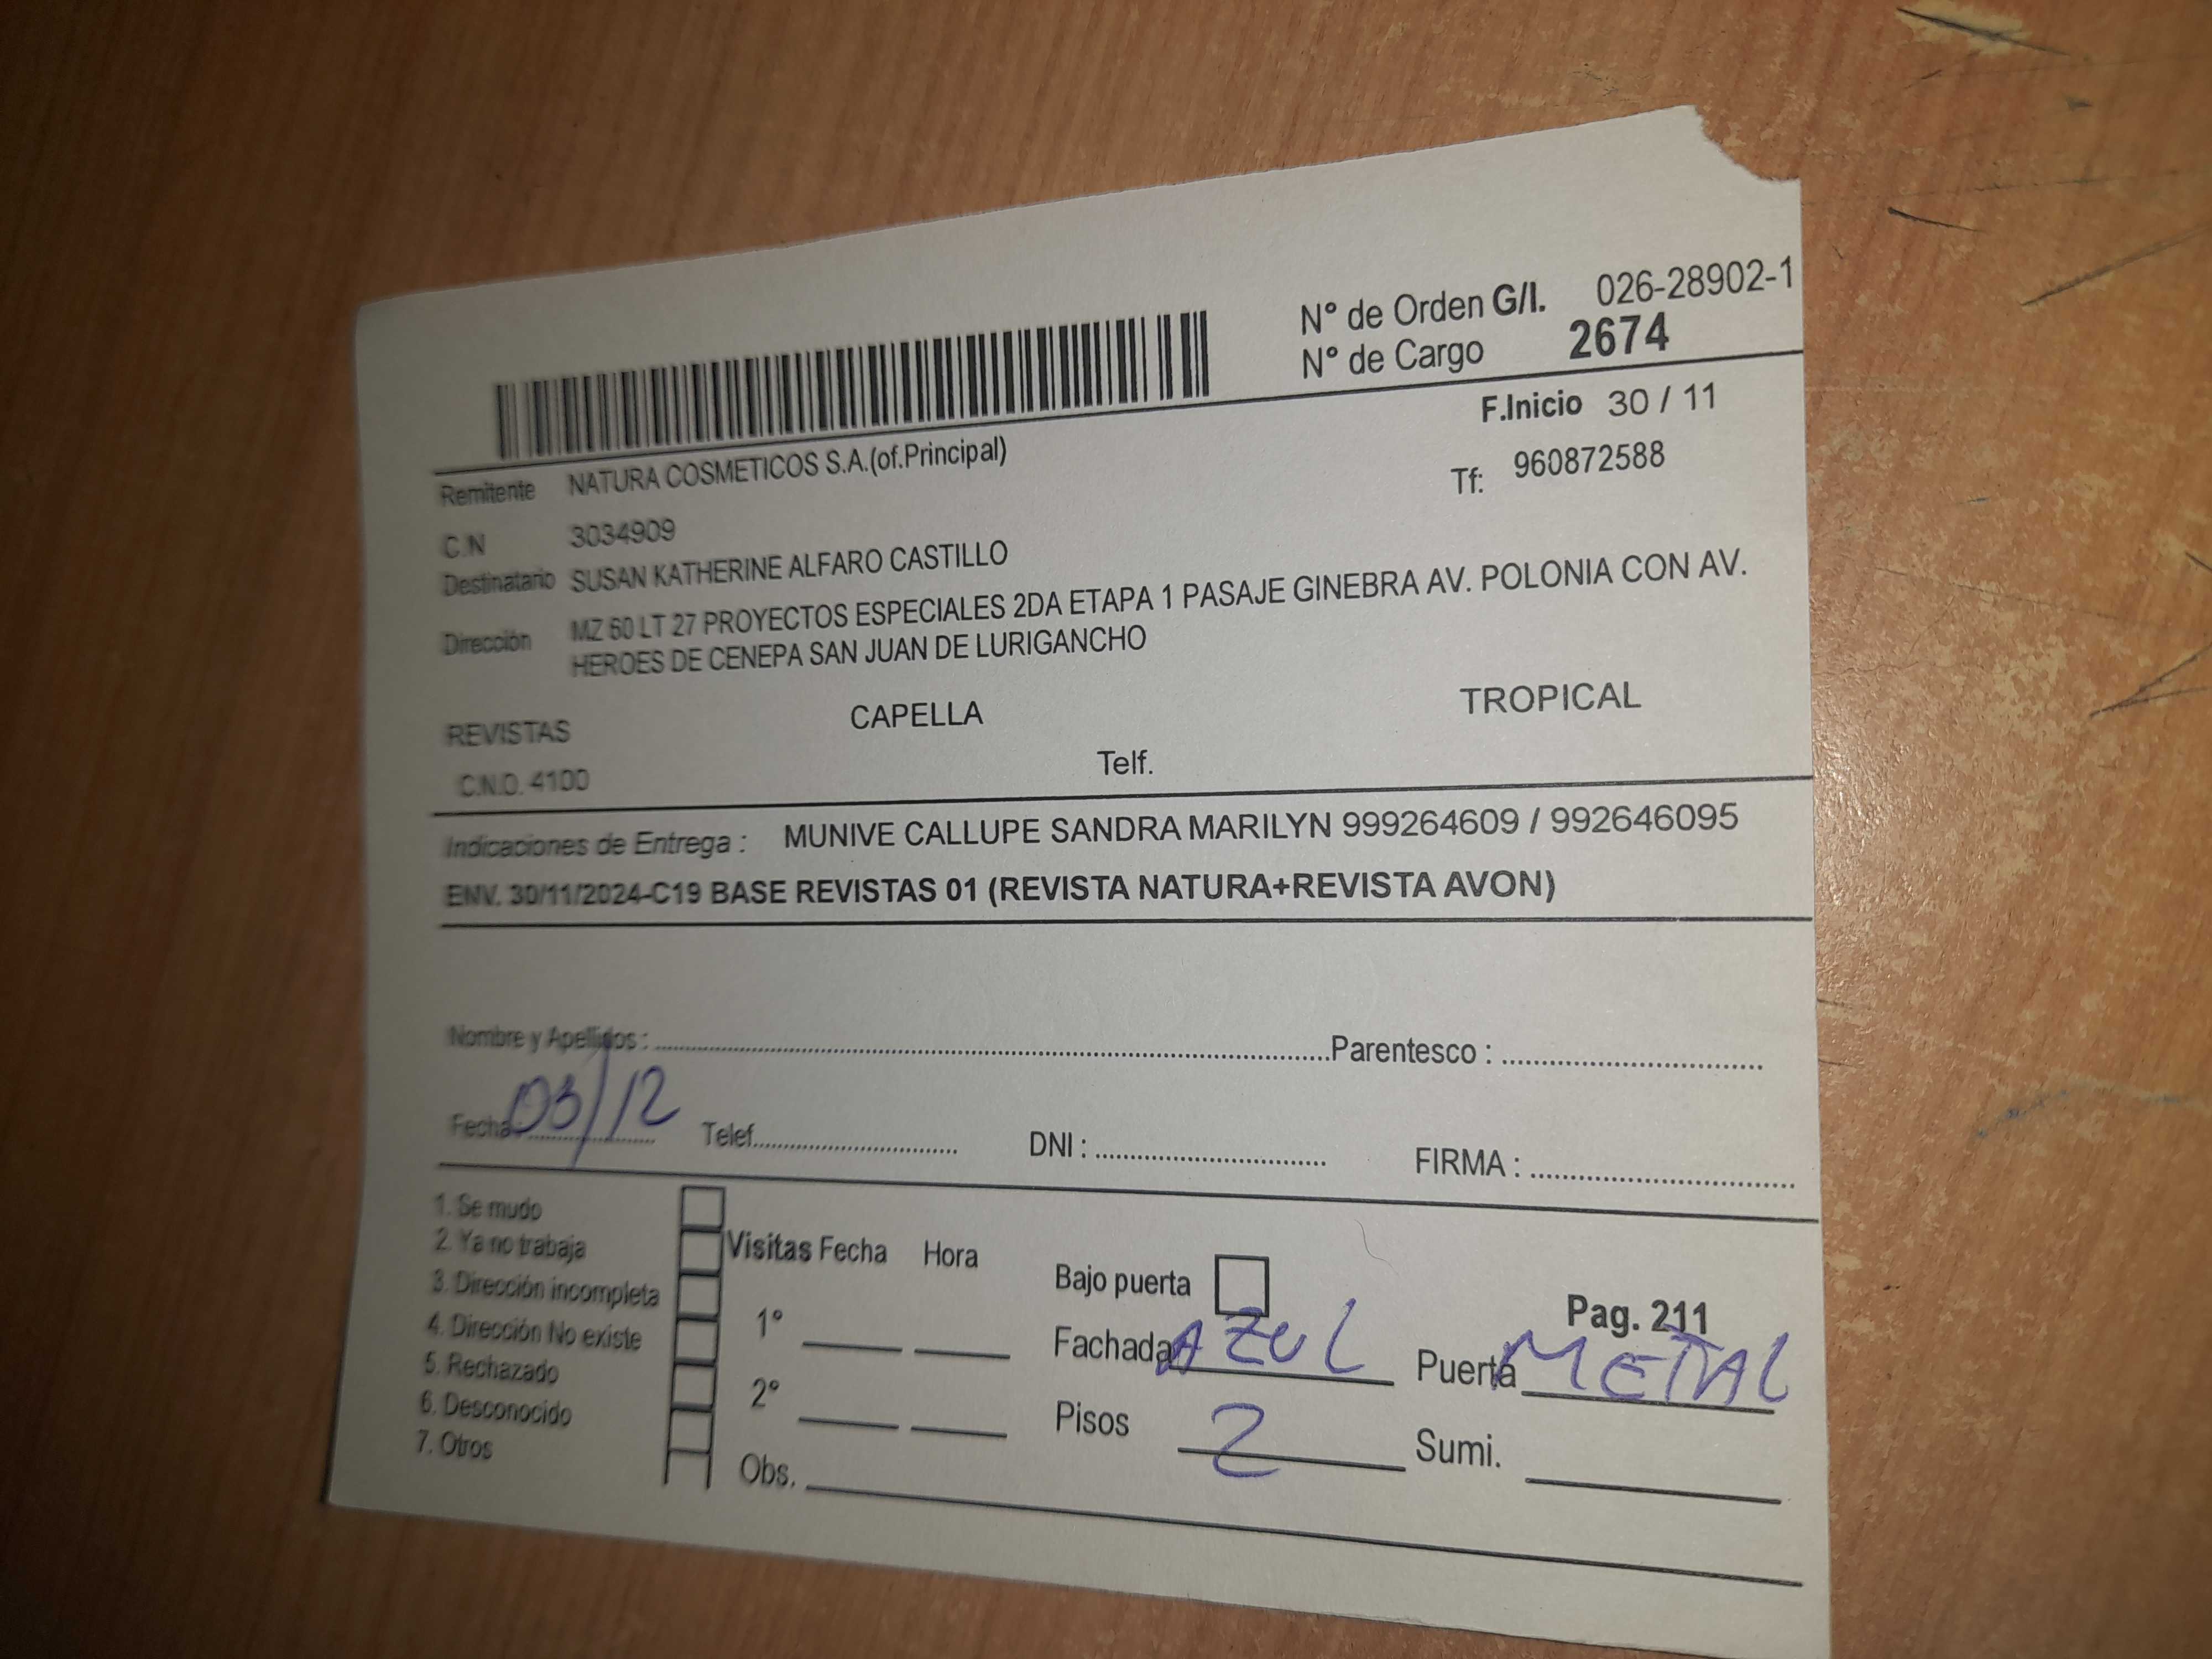 N° de Orden G/I. 026-28902-1
N° de Cargo 2674
F.Inicio 30 / 11
Remitente NATURA COSMETICOS S.A.(of.Principal)
Tf: 960872588
C.N 3034909
Destinatario SUSAN KATHERINE ALFARO CASTILLO
Dirección MZ 60 LT 27 PROYECTOS ESPECIALES 2DA ETAPA 1 PASAJE GINEBRA AV. POLONIA CON AV.
HEROES DE CENEPA SAN JUAN DE LURIGANCHO
REVISTAS CAPELLA TROPICAL
C.N.O. 4100 Telf.
Indicaciones de Entrega : MUNIVE CALLUPE SANDRA MARILYN 999264609 / 992646095
ENV. 30/11/2024-C19 BASE REVISTAS 01 (REVISTA NATURA+REVISTA AVON)
Nombre y Apellidos : Parentesco :
Fecha: 03/12 Telef. DNI : FIRMA :
1. Se mudo
2. Ya no trabaja
3. Dirección incompleta
4. Dirección No existe
5. Rechazado
6. Desconocido
7. Otros
Visitas Fecha Hora
1°
2°
Obs.
Bajo puerta
Pag. 211
Fachada AZUL Puerta METAL
Pisos 2 Sumi.